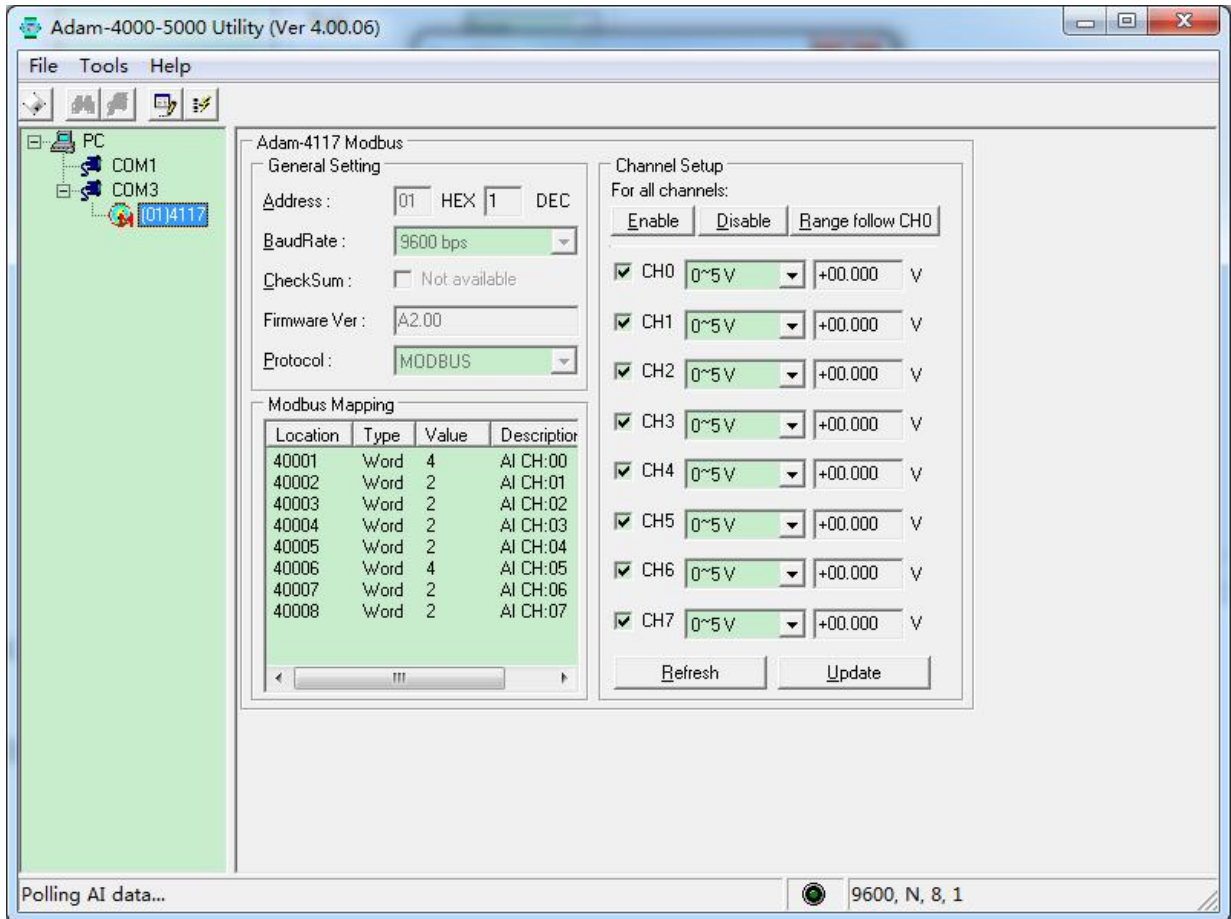 Adam-4000-5000 Utility (Ver 4.00.06)
File Tools Help
PC
COM1
COM3
(01)4117
Adam-4117 Modbus
General Setting
Address : 01 HEX 1 DEC
BaudRate : 9600 bps
CheckSum : Not available
Firmware Ver : A2.00
Protocol : MODBUS
Modbus Mapping
Location Type Value Description
40001 Word 4 AI CH:00
40002 Word 2 AI CH:01
40003 Word 2 AI CH:02
40004 Word 2 AI CH:03
40005 Word 2 AI CH:04
40006 Word 4 AI CH:05
40007 Word 2 AI CH:06
40008 Word 2 AI CH:07
Channel Setup
For all channels:
Enable Disable Range follow CH0
CH0 0~5 V +00.000 V
CH1 0~5 V +00.000 V
CH2 0~5 V +00.000 V
CH3 0~5 V +00.000 V
CH4 0~5 V +00.000 V
CH5 0~5 V +00.000 V
CH6 0~5 V +00.000 V
CH7 0~5 V +00.000 V
Refresh Update
Polling AI data... 9600, N, 8, 1